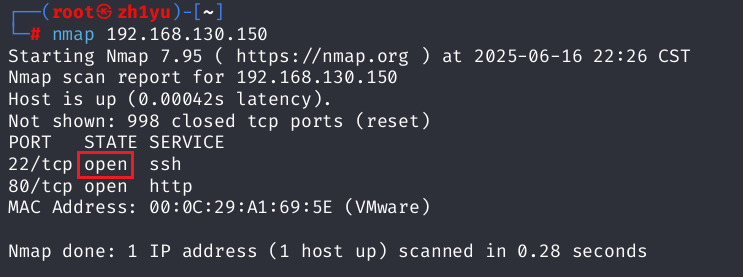 ┌──(root㉿zh1yu)-[~]
└─# nmap 192.168.130.150
Starting Nmap 7.95 ( https://nmap.org ) at 2025-06-16 22:26 CST
Nmap scan report for 192.168.130.150
Host is up (0.00042s latency).
Not shown: 998 closed tcp ports (reset)
PORT   STATE SERVICE
22/tcp open  ssh
80/tcp open  http
MAC Address: 00:0C:29:A1:69:5E (VMware)
Nmap done: 1 IP address (1 host up) scanned in 0.28 seconds